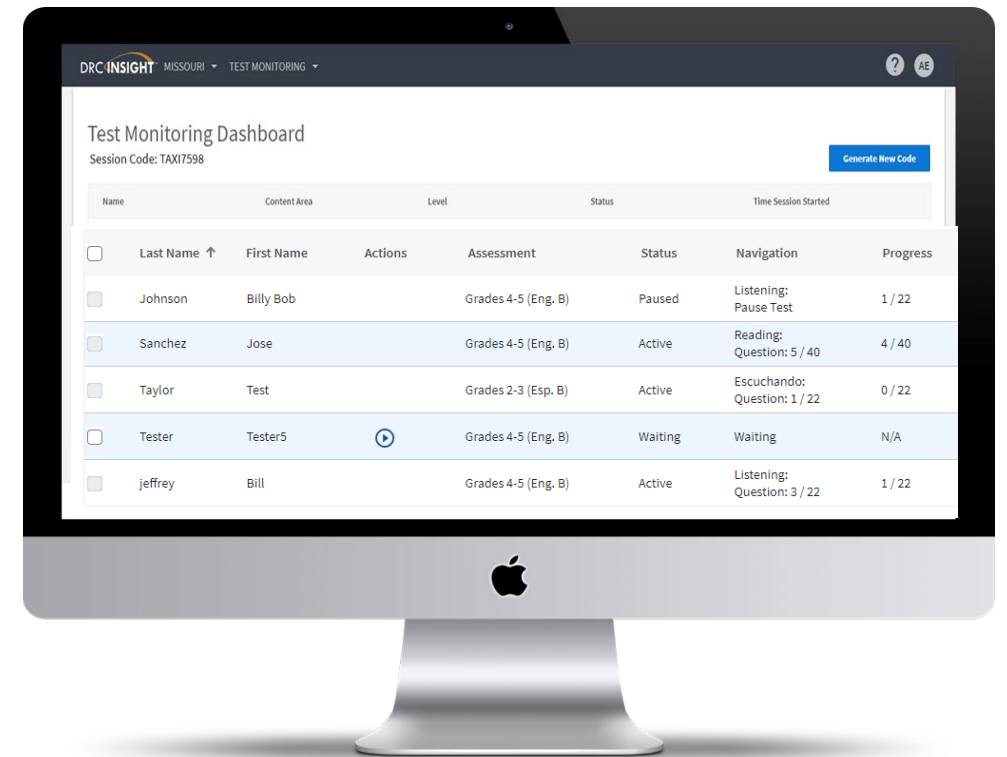 DRC INSIGHT MISSOURI TEST MONITORING ? AE
Test Monitoring Dashboard
Session Code: TAXI7598
Generate New Code
Name Content Area Level Status Time Session Started
Last Name ↑ First Name Actions Assessment Status Navigation Progress
Johnson Billy Bob Grades 4-5 (Eng. B) Paused Listening: 1 / 22
Pause Test
Sanchez Jose Grades 4-5 (Eng. B) Active Reading: 4 / 40
Question: 5 / 40
Taylor Test Grades 2-3 (Esp. B) Active Escuchando: 0 / 22
Question: 1 / 22
Tester Tester5 Grades 4-5 (Eng. B) Waiting Waiting N/A
jeffrey Bill Grades 4-5 (Eng. B) Active Listening: 1 / 22
Question: 3 / 22